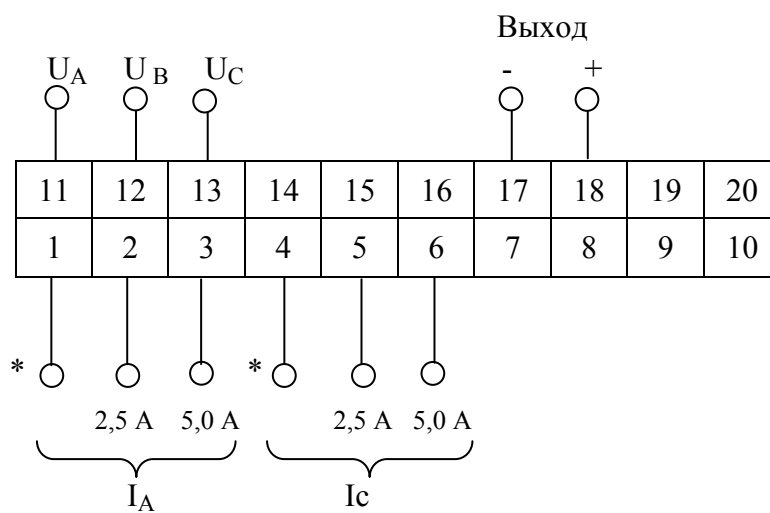 Выход
U_A U_B U_C - +
11 12 13 14 15 16 17 18 19 20
1 2 3 4 5 6 7 8 9 10
* *
2,5 А 5,0 А 2,5 А 5,0 А
I_A Ic